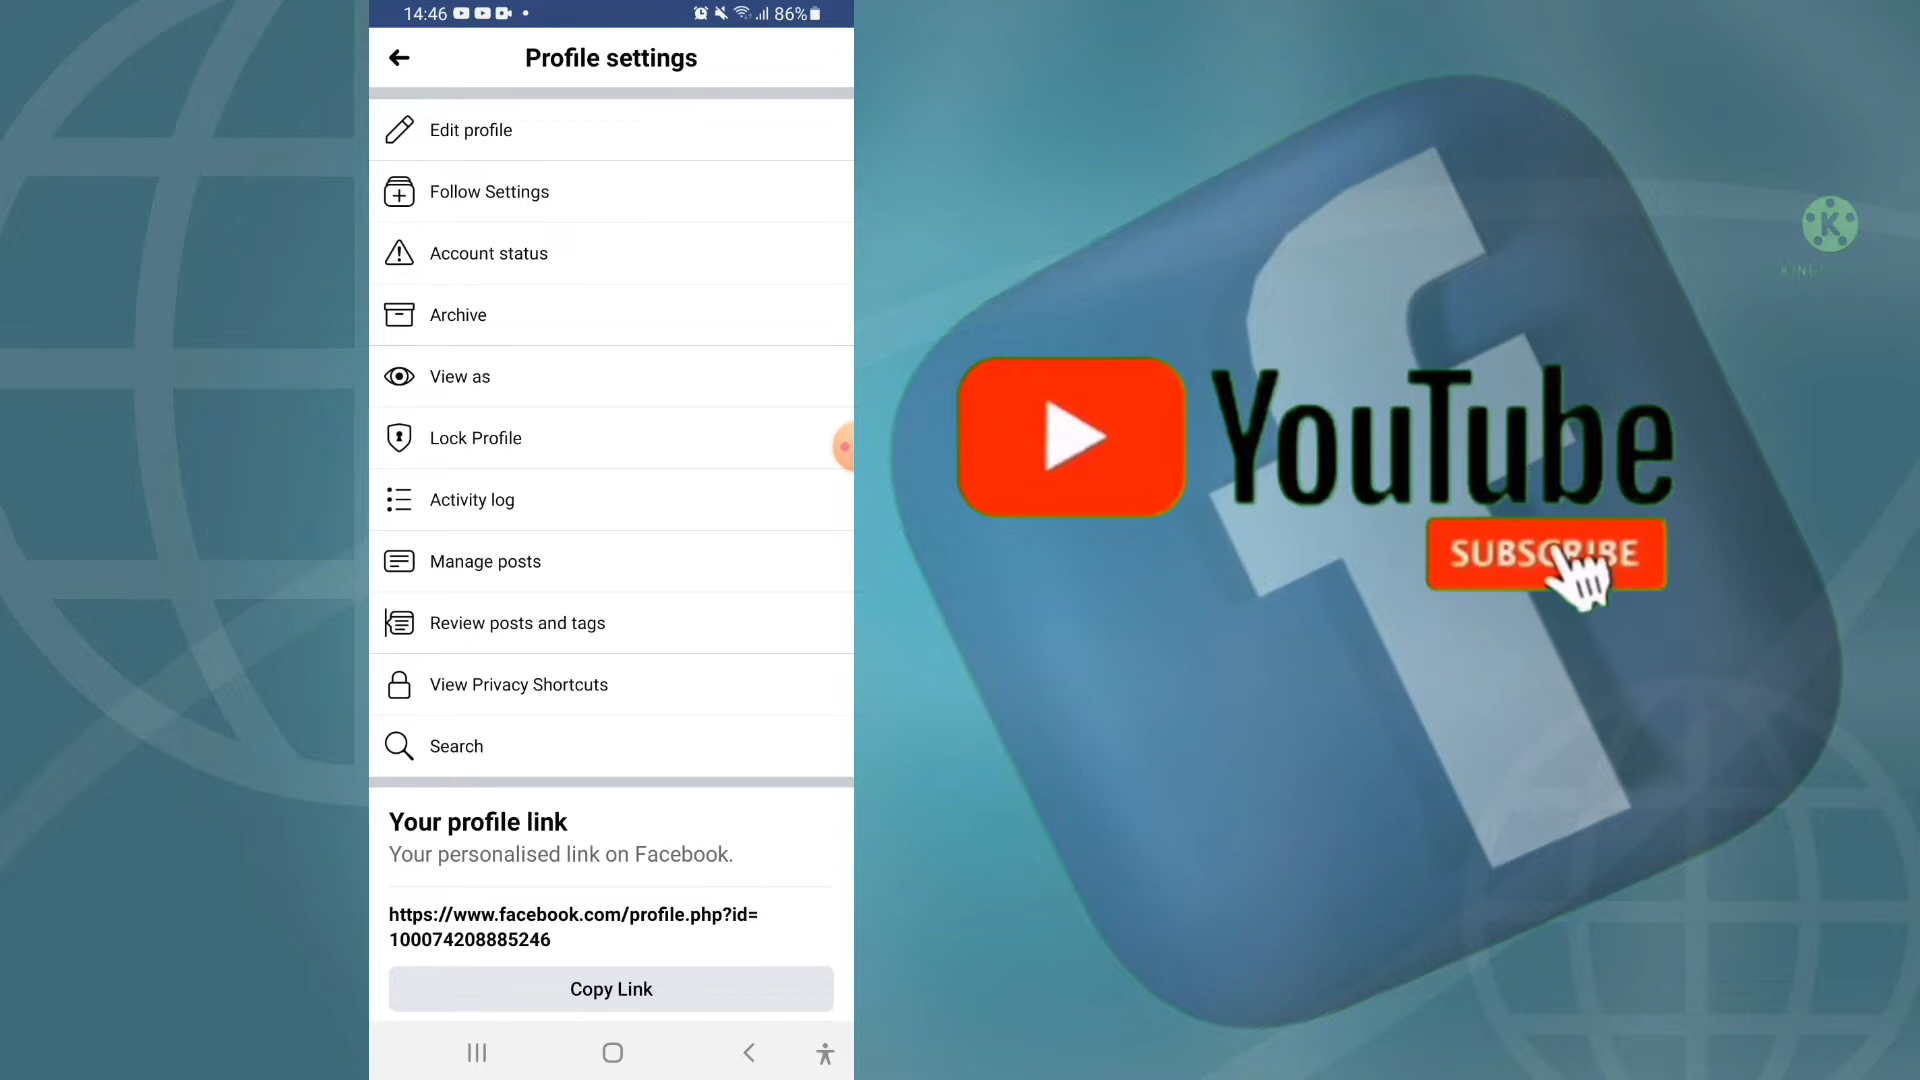 14:46
86%
Profile settings
Edit profile
Follow Settings
Account status
Archive
View as
Lock Profile
Activity log
Manage posts
Review posts and tags
View Privacy Shortcuts
Search
Your profile link
Your personalised link on Facebook.
https://www.facebook.com/profile.php?id=
100074208885246
Copy Link
YouTube
SUBSCRIBE
K
KINE